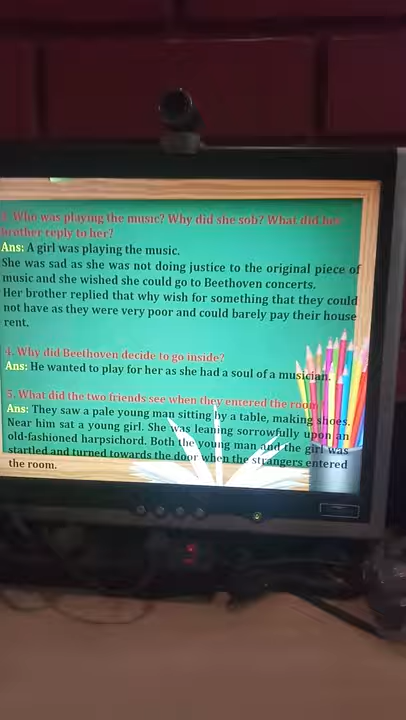 3. Who was playing the music? Why did she sob? What did her
brother reply to her?
Ans: A girl was playing the music.
She was sad as she was not doing justice to the original piece of
music and she wished she could go to Beethoven concerts.
Her brother replied that why wish for something that they could
not have as they were very poor and could barely pay their house
rent.
4. Why did Beethoven decide to go inside?
Ans: He wanted to play for her as she had a soul of a musician.
5. What did the two friends see when they entered the room?
Ans: They saw a pale young man sitting by a table, making shoes.
Near him sat a young girl. She was leaning sorrowfully upon an
old-fashioned harpsichord. Both the young man and the girl was
startled and turned towards the door when the strangers entered
the room.